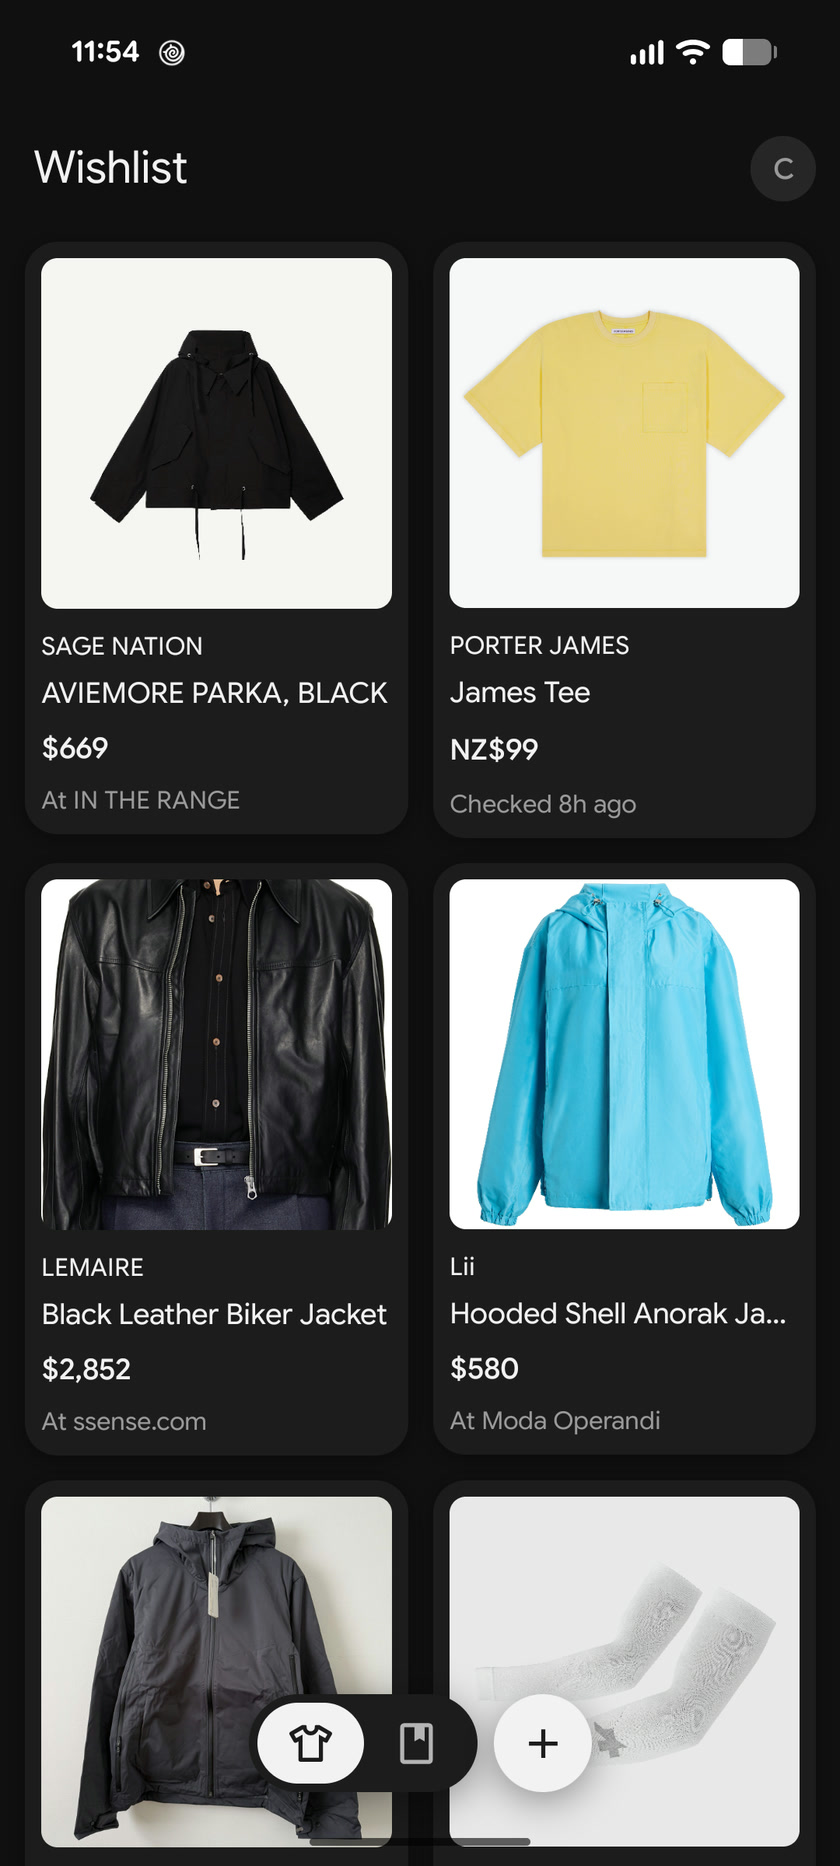 11:54
Wishlist
C
SAGE NATION
AVIEMORE PARKA, BLACK
$669
At IN THE RANGE
PORTER JAMES
James Tee
NZ$99
Checked 8h ago
LEMAIRE
Black Leather Biker Jacket
$2,852
At ssense.com
Lii
Hooded Shell Anorak Ja...
$580
At Moda Operandi